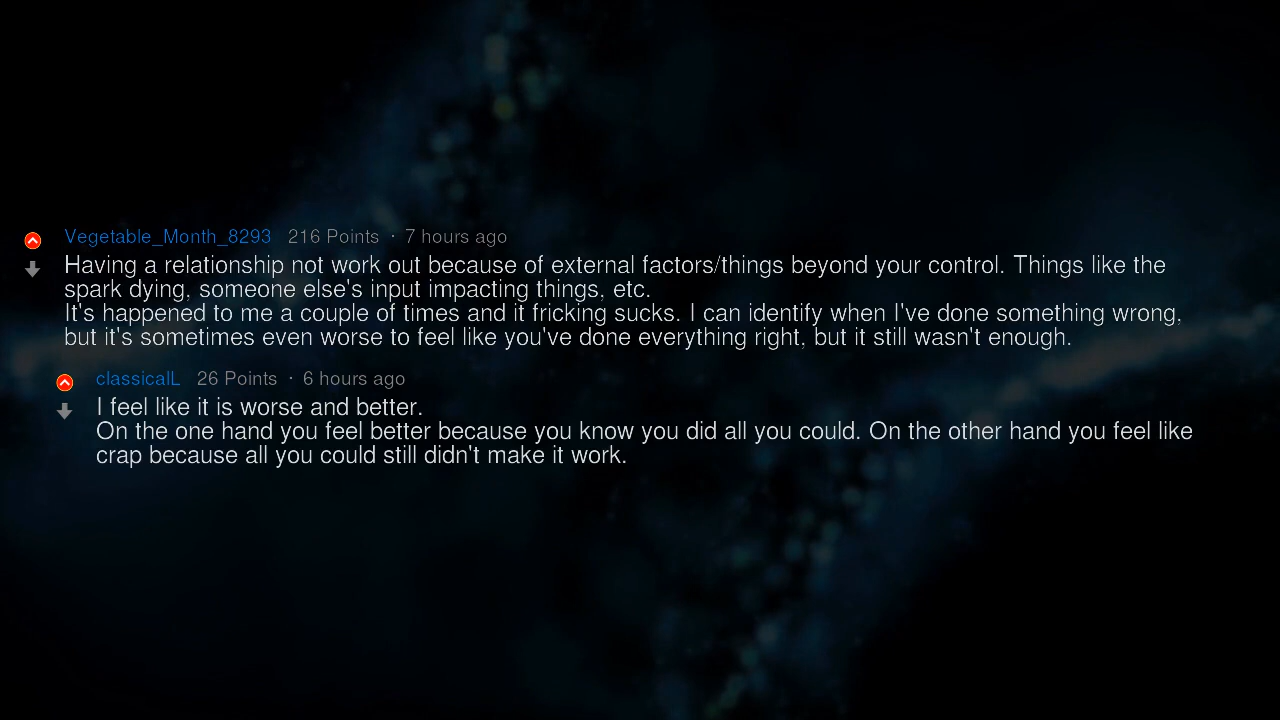 Vegetable_Month_8293 216 Points · 7 hours ago
Having a relationship not work out because of external factors/things beyond your control. Things like the
spark dying, someone else's input impacting things, etc.
It's happened to me a couple of times and it fricking sucks. I can identify when I've done something wrong,
but it's sometimes even worse to feel like you've done everything right, but it still wasn't enough.
classicalL 26 Points · 6 hours ago
I feel like it is worse and better.
On the one hand you feel better because you know you did all you could. On the other hand you feel like
crap because all you could still didn't make it work.